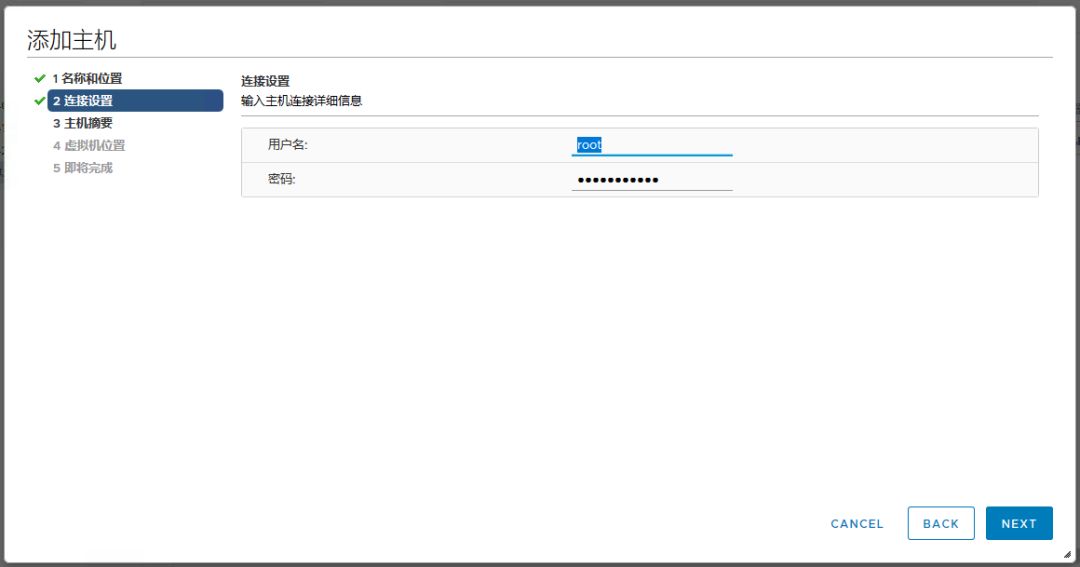 添加主机
1 名称和位置
2 连接设置
3 主机摘要
4 虚拟机位置
5 即将完成
连接设置
输入主机连接详细信息
用户名: root
密码: •••••••••••
CANCEL BACK NEXT